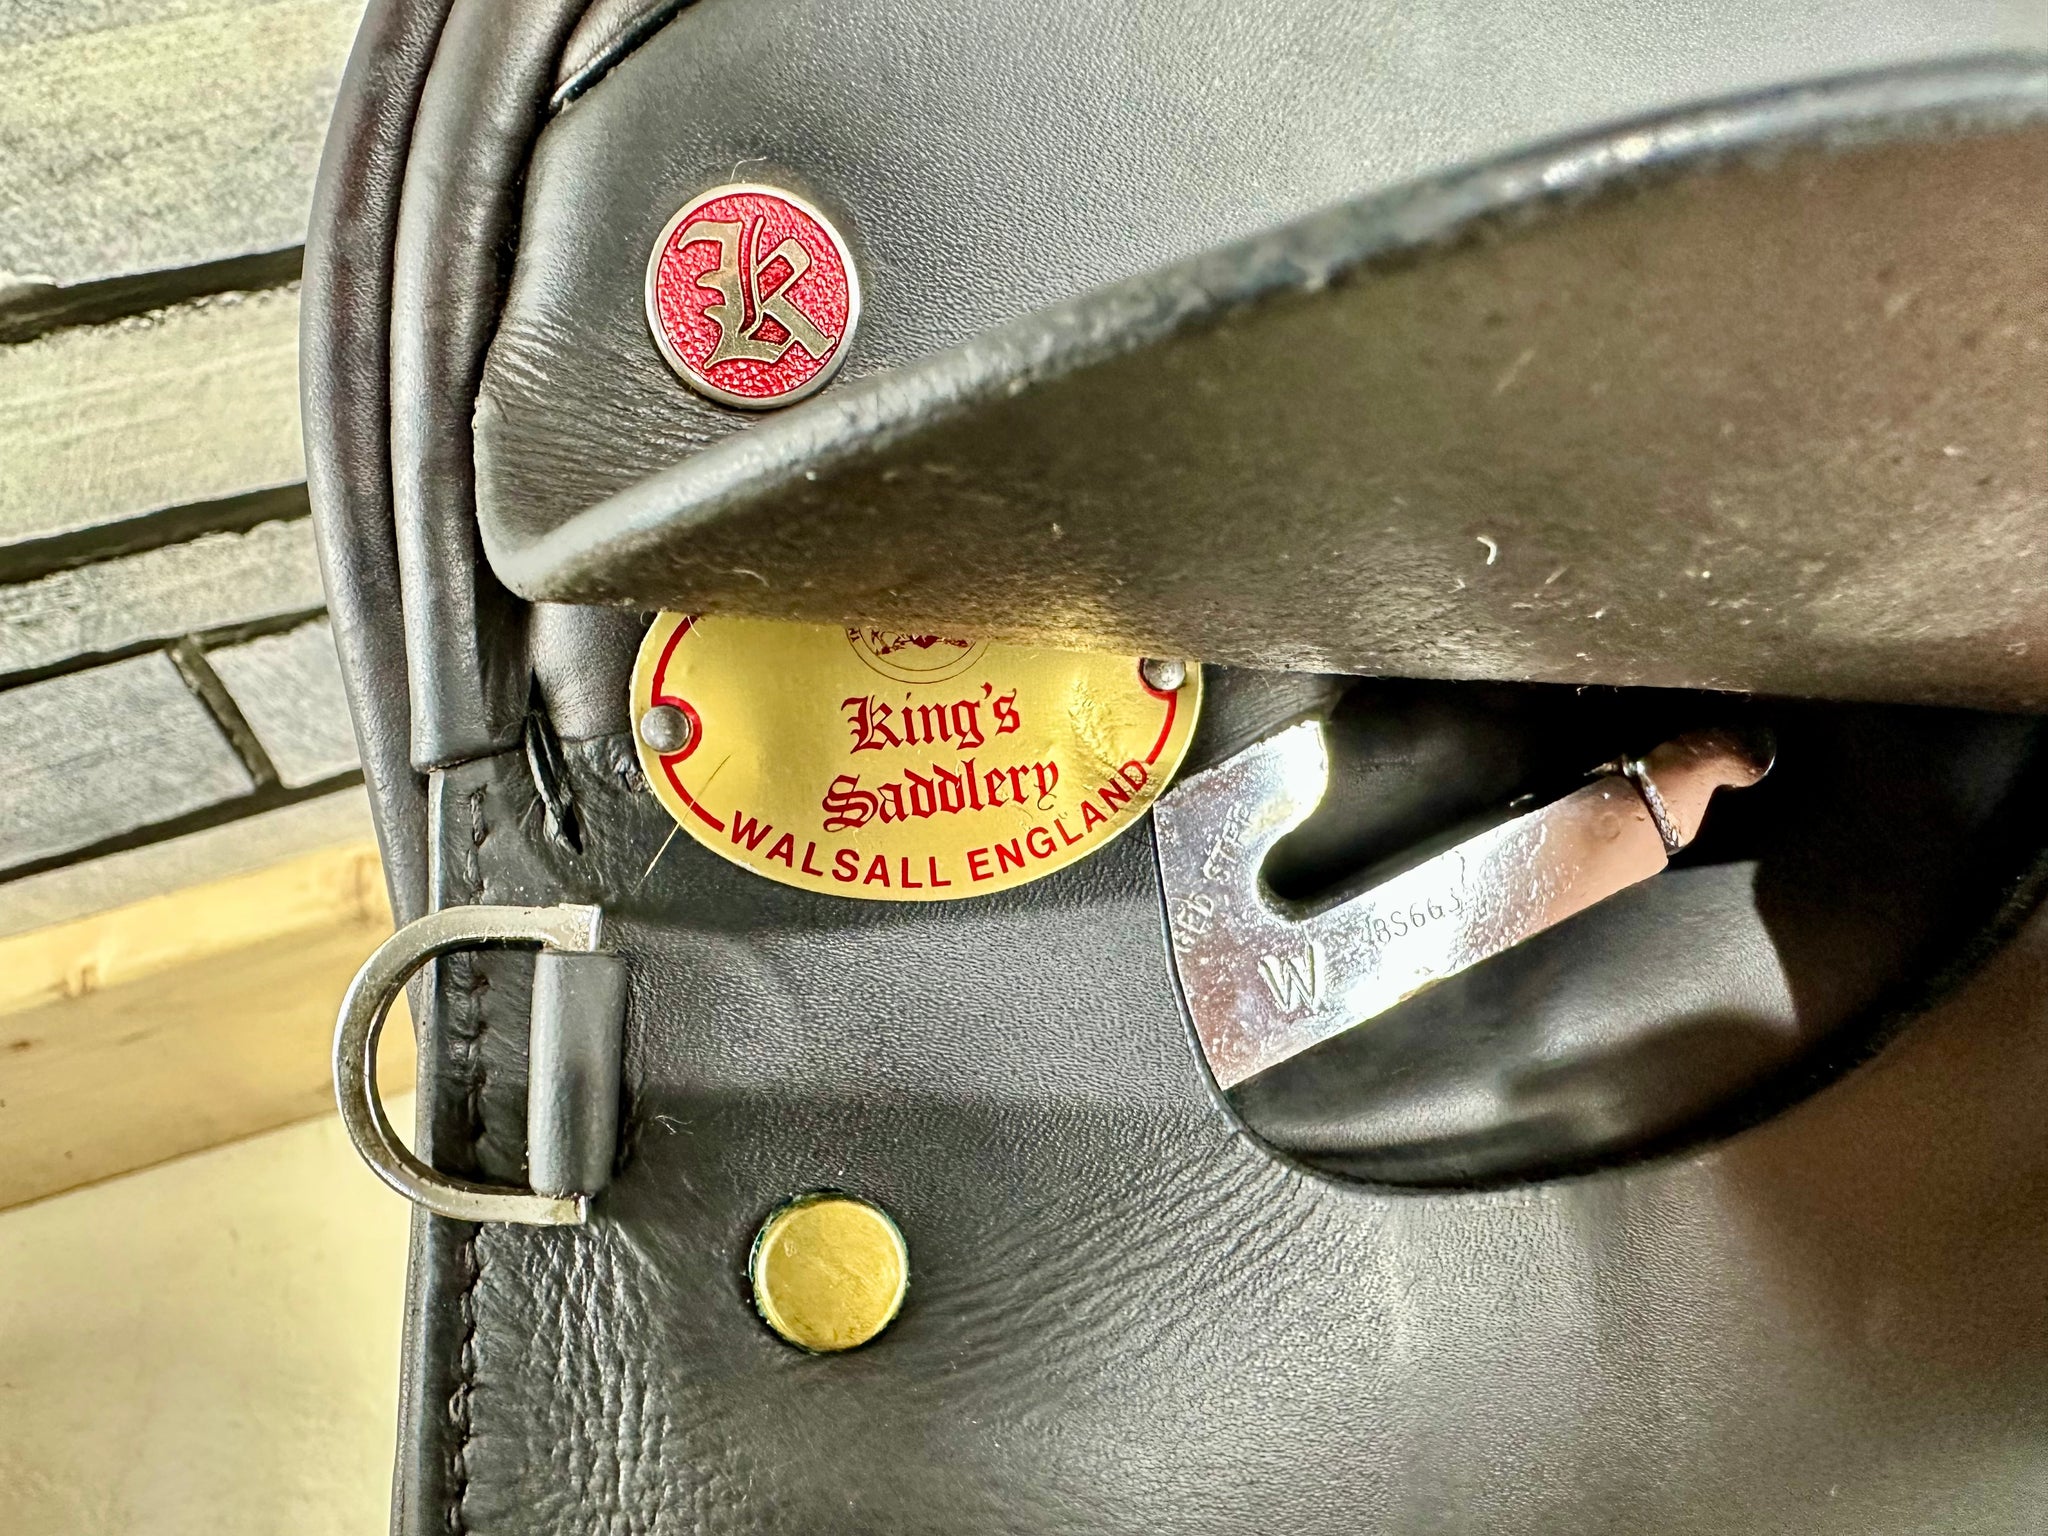 K
King's
Saddlery
WALSALL ENGLAND
W